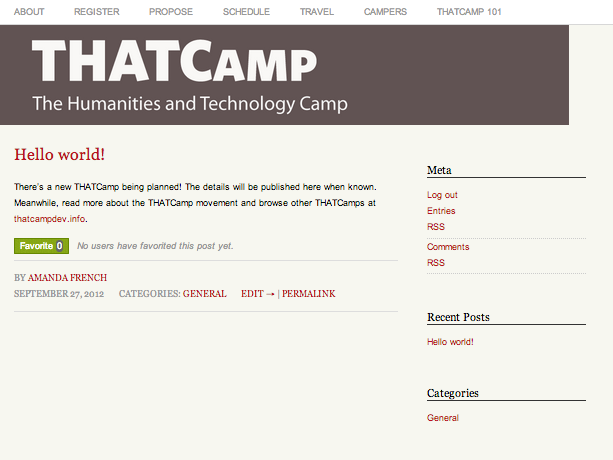 ABOUT REGISTER PROPOSE SCHEDULE TRAVEL CAMPERS THATCAMP 101
THATCAMP
The Humanities and Technology Camp
Hello world!
There's a new THATCamp being planned! The details will be published here when known.
Meanwhile, read more about the THATCamp movement and browse other THATCamps at
thatcampdev.info.
Favorite 0 No users have favorited this post yet.
BY AMANDA FRENCH
SEPTEMBER 27, 2012 CATEGORIES: GENERAL EDIT → | PERMALINK
Meta
Log out
Entries
RSS
Comments
RSS
Recent Posts
Hello world!
Categories
General